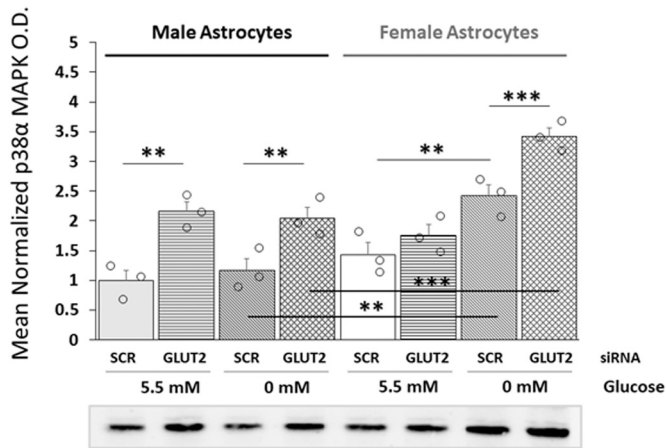 Male Astrocytes Female Astrocytes
Mean Normalized p38α MAPK O.D.
5
4.5
4
3.5
3
2.5
2
1.5
1
0.5
0
***
** ** **
***
**
SCR GLUT2 SCR GLUT2 SCR GLUT2 SCR GLUT2 siRNA
5.5 mM 0 mM 5.5 mM 0 mM Glucose